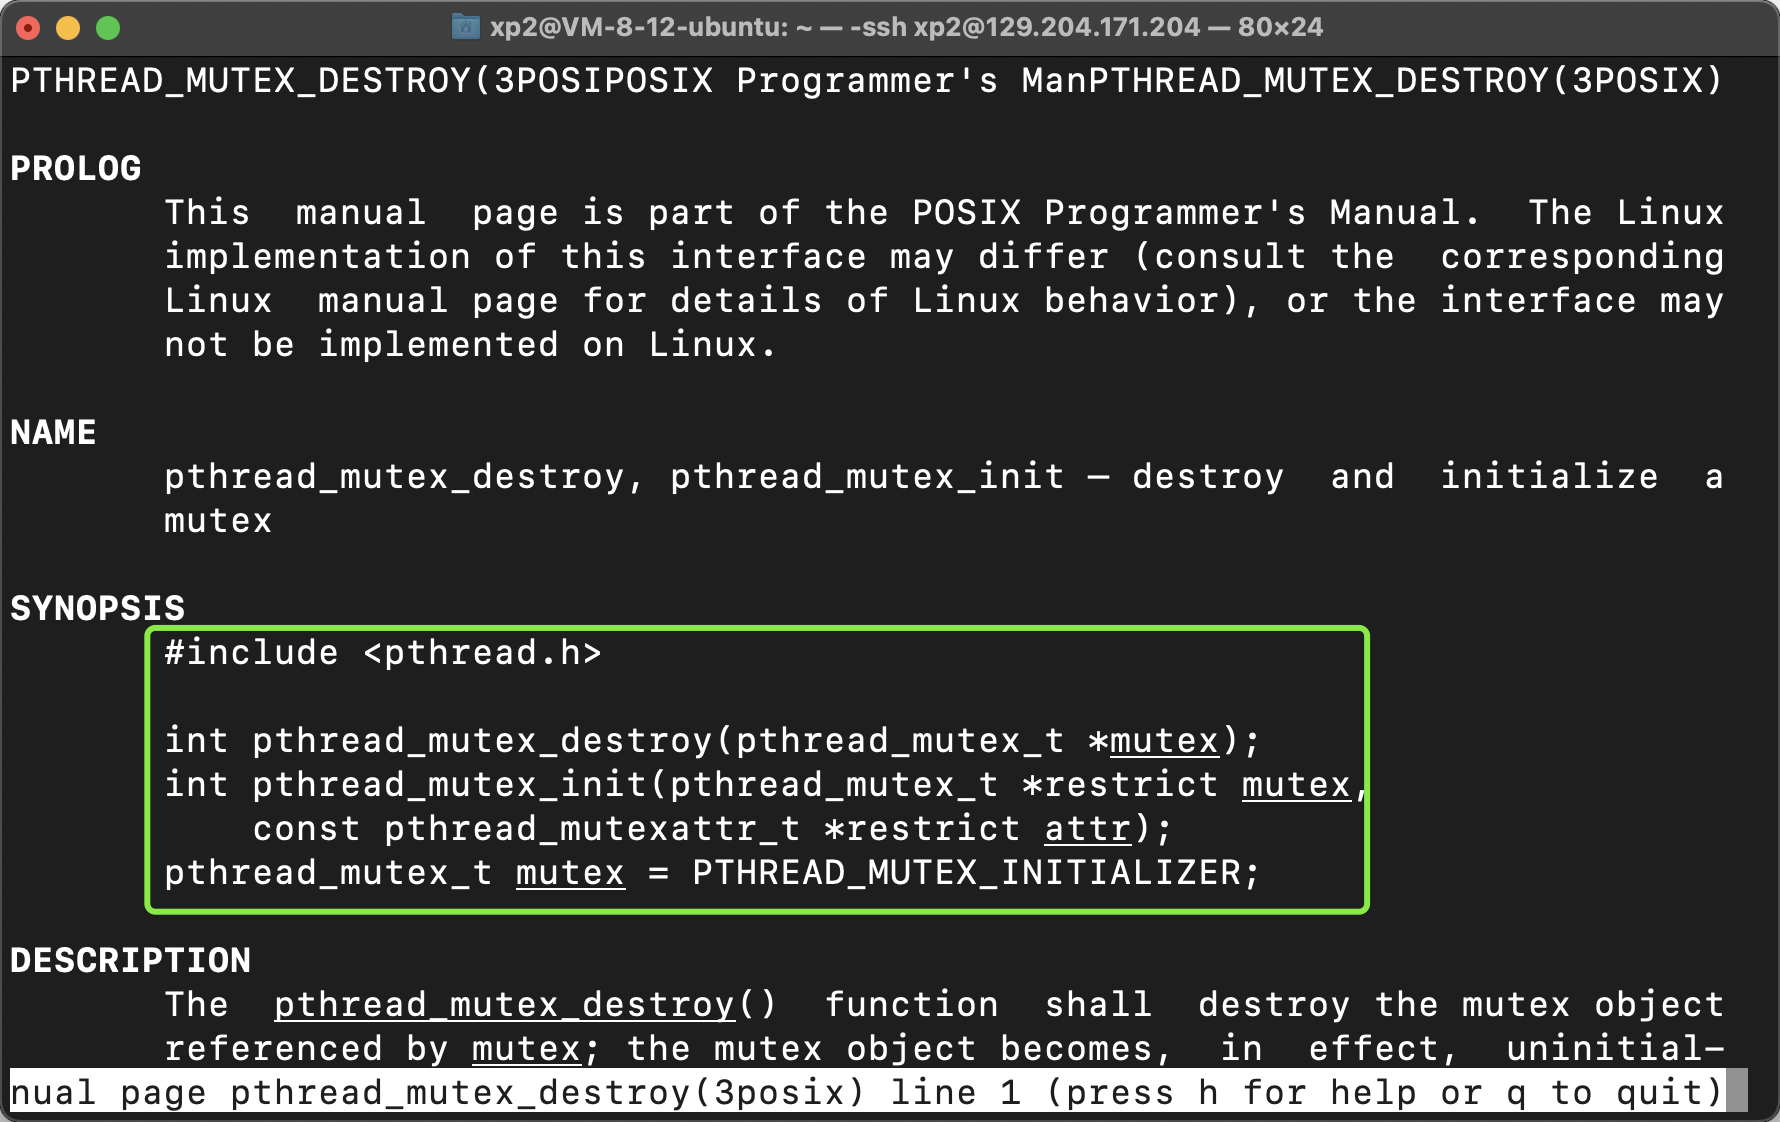 xp2@VM-8-12-ubuntu: ~ — -ssh xp2@129.204.171.204 — 80×24
PTHREAD_MUTEX_DESTROY(3POSIPOSIX Programmer's ManPTHREAD_MUTEX_DESTROY(3POSIX)
PROLOG
This manual page is part of the POSIX Programmer's Manual. The Linux
implementation of this interface may differ (consult the corresponding
Linux manual page for details of Linux behavior), or the interface may
not be implemented on Linux.
NAME
pthread_mutex_destroy, pthread_mutex_init — destroy and initialize a
mutex
SYNOPSIS
#include <pthread.h>
int pthread_mutex_destroy(pthread_mutex_t *mutex);
int pthread_mutex_init(pthread_mutex_t *restrict mutex,
const pthread_mutexattr_t *restrict attr);
pthread_mutex_t mutex = PTHREAD_MUTEX_INITIALIZER;
DESCRIPTION
The pthread_mutex_destroy() function shall destroy the mutex object
referenced by mutex; the mutex object becomes, in effect, uninitial‐
nual page pthread_mutex_destroy(3posix) line 1 (press h for help or q to quit)